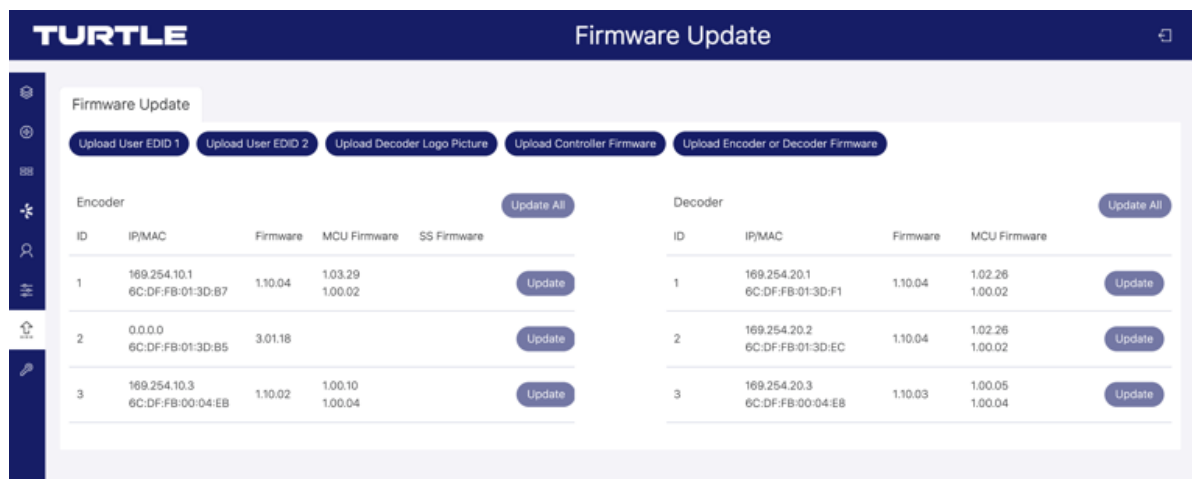 TURTLE
Firmware Update
Firmware Update
Upload User EDID 1
Upload User EDID 2
Upload Decoder Logo Picture
Upload Controller Firmware
Upload Encoder or Decoder Firmware
Encoder
Update All
ID IP/MAC Firmware MCU Firmware SS Firmware
1 169.254.10.1 1.10.04 1.03.29 Update
6C:DF:FB:01:3D:B7 1.00.02
2 0.0.0.0 3.01.18 Update
6C:DF:FB:01:3D:B5
3 169.254.10.3 1.10.02 1.00.10 Update
6C:DF:FB:00:04:EB 1.00.04
Decoder
Update All
ID IP/MAC Firmware MCU Firmware
1 169.254.20.1 1.10.04 1.02.26 Update
6C:DF:FB:01:3D:F1 1.00.02
2 169.254.20.2 1.10.04 1.02.26 Update
6C:DF:FB:01:3D:EC 1.00.02
3 169.254.20.3 1.10.03 1.00.05 Update
6C:DF:FB:00:04:E8 1.00.04